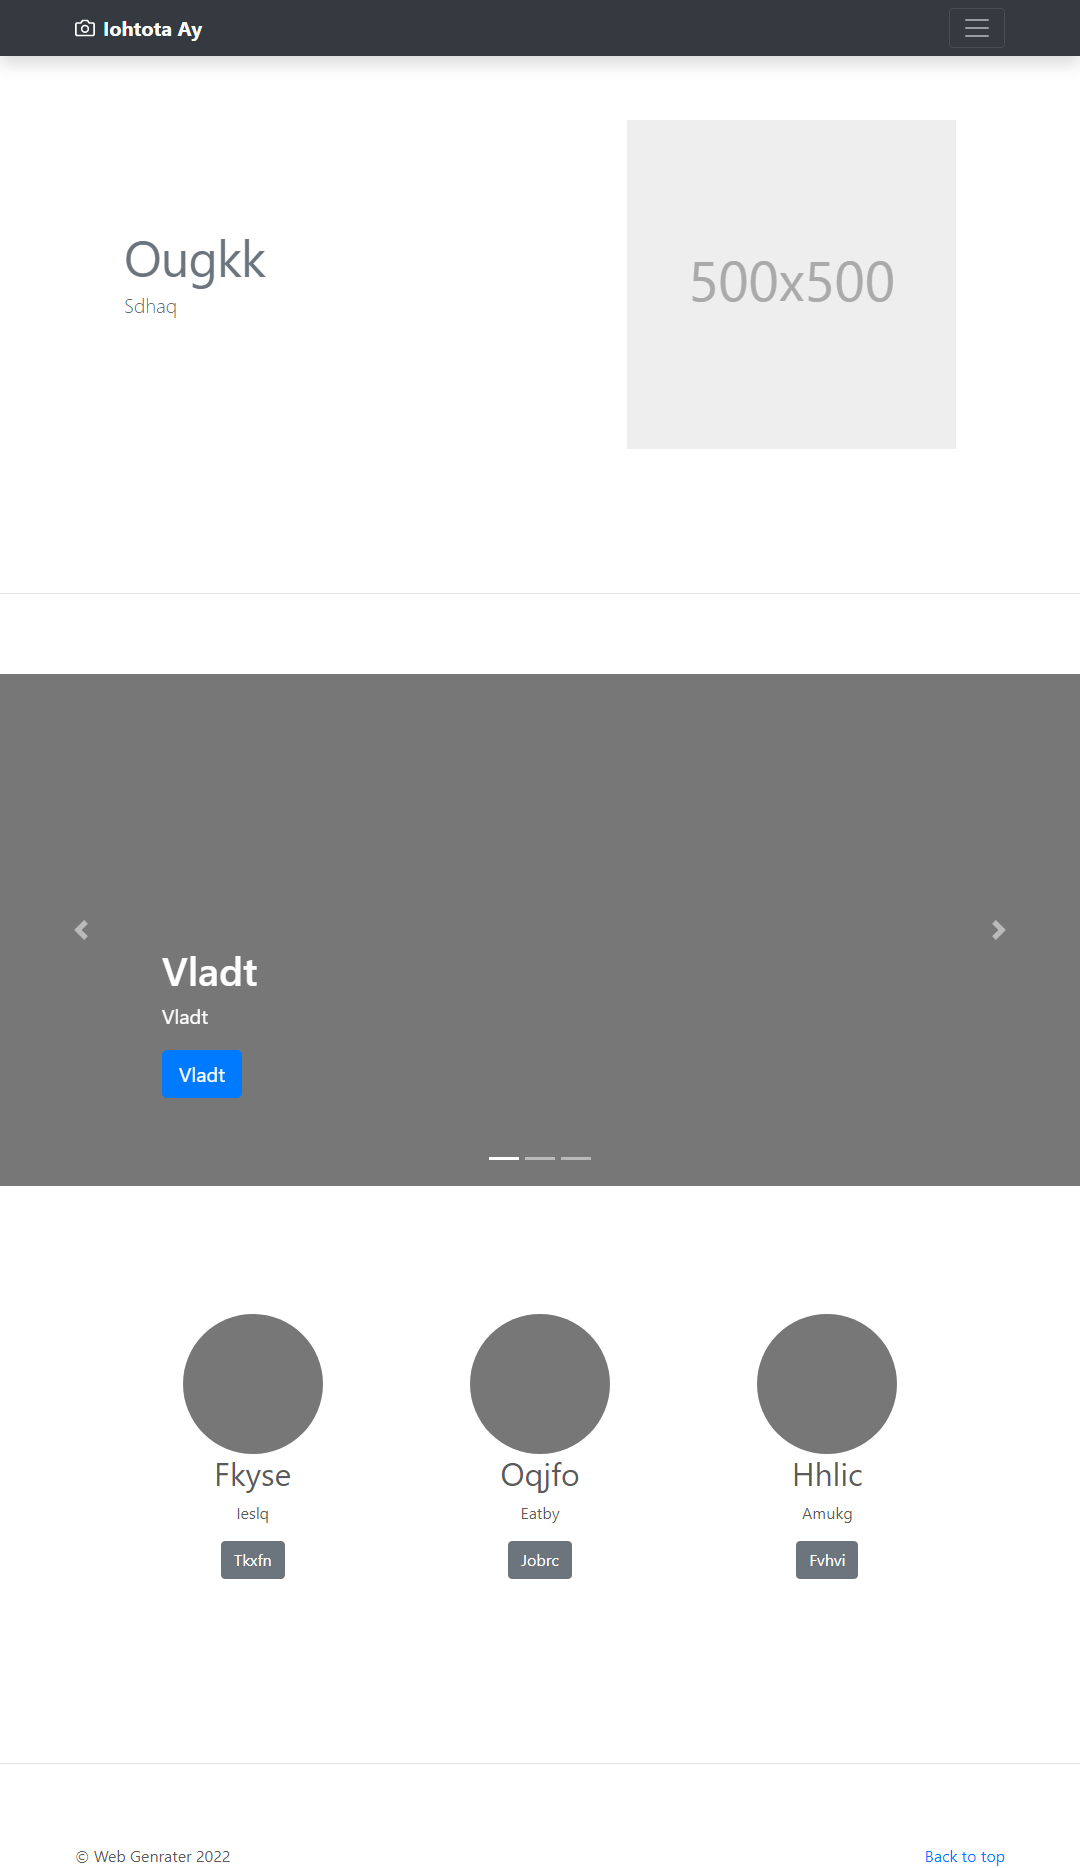 Iohtota Ay
Ougkk
Sdhaq
500x500
Vladt
Vladt
Vladt
Fkyse
Ieslq
Tkxfn
Oqjfo
Eatby
Jobrc
Hhlic
Amukg
Fvhvi
© Web Genrater 2022
Back to top